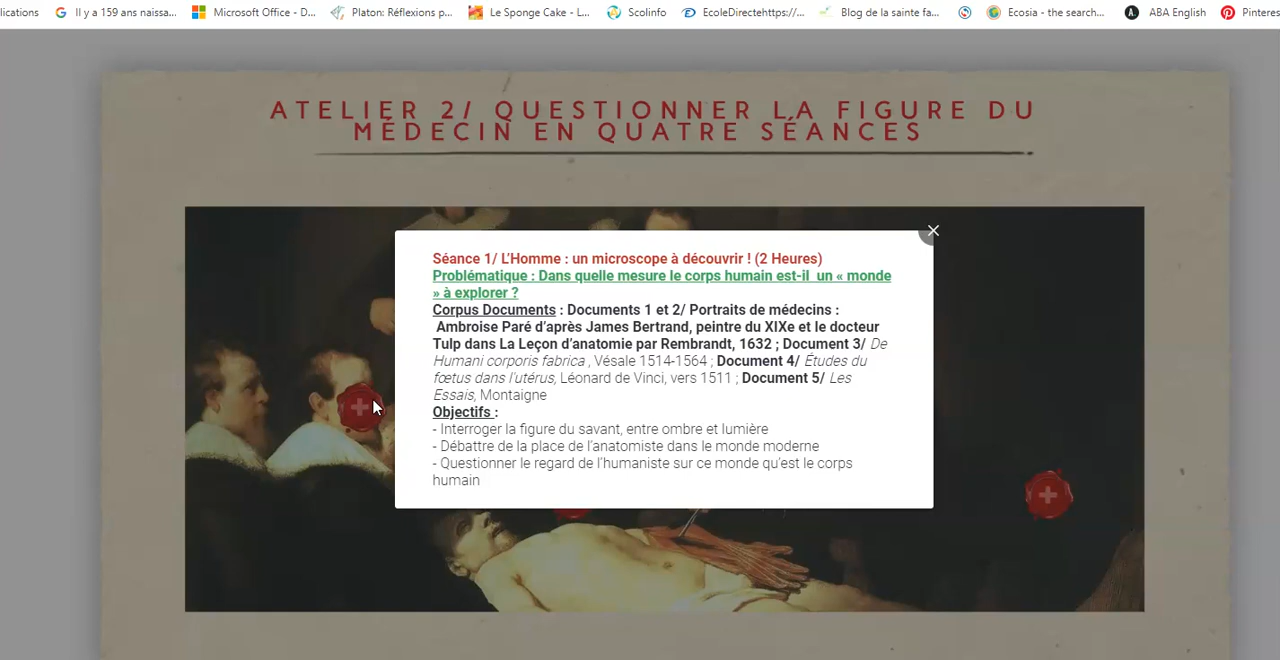 lications Il y a 159 ans naissa... Microsoft Office - D... Platon: Réflexions p... Le Sponge Cake - L... Scolinfo EcoleDirectehttps://... Blog de la sainte fa... Ecosia - the search... A. ABA English Pinteres
ATELIER 2/ QUESTIONNER LA FIGURE DU
MÉDECIN EN QUATRE SÉANCES
Séance 1/ L'Homme : un microscope à découvrir ! (2 Heures)
Problématique : Dans quelle mesure le corps humain est-il un « monde
» à explorer ?
Corpus Documents : Documents 1 et 2/ Portraits de médecins :
Ambroise Paré d'après James Bertrand, peintre du XIXe et le docteur
Tulp dans La Leçon d'anatomie par Rembrandt, 1632 ; Document 3/ De
Humani corporis fabrica , Vésale 1514-1564 ; Document 4/ Études du
fœtus dans l'utérus, Léonard de Vinci, vers 1511 ; Document 5/ Les
Essais, Montaigne
Objectifs :
- Interroger la figure du savant, entre ombre et lumière
- Débattre de la place de l'anatomiste dans le monde moderne
- Questionner le regard de l'humaniste sur ce monde qu'est le corps
humain